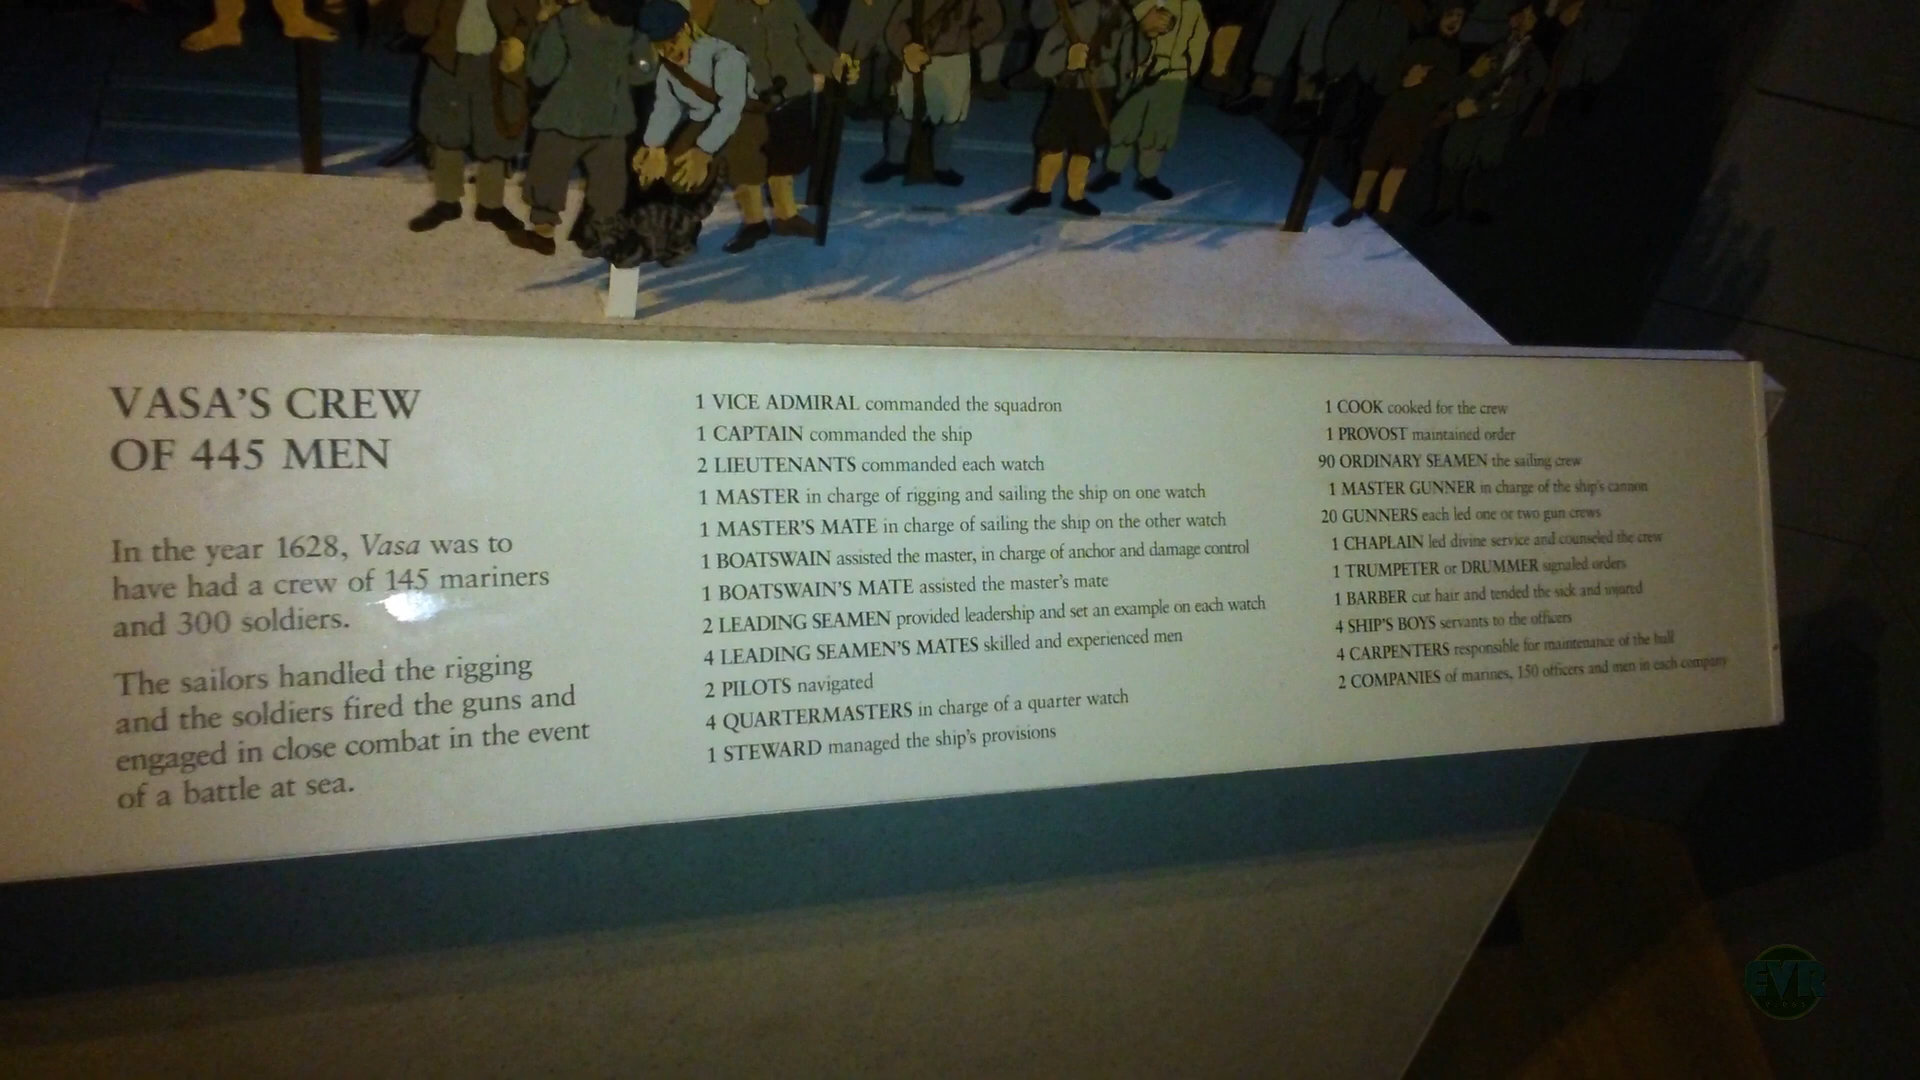 VASA'S CREW
OF 445 MEN
In the year 1628, Vasa was to
have had a crew of 145 mariners
and 300 soldiers.
The sailors handled the rigging
and the soldiers fired the guns and
engaged in close combat in the event
of a battle at sea.
1 VICE ADMIRAL commanded the squadron
1 CAPTAIN commanded the ship
2 LIEUTENANTS commanded each watch
1 MASTER in charge of rigging and sailing the ship on one watch
1 MASTER'S MATE in charge of sailing the ship on the other watch
1 BOATSWAIN assisted the master, in charge of anchor and damage control
1 BOATSWAIN'S MATE assisted the master's mate
2 LEADING SEAMEN provided leadership and set an example on each watch
4 LEADING SEAMEN'S MATES skilled and experienced men
2 PILOTS navigated
4 QUARTERMASTERS in charge of a quarter watch
1 STEWARD managed the ship's provisions
1 COOK cooked for the crew
1 PROVOST maintained order
90 ORDINARY SEAMEN the sailing crew
1 MASTER GUNNER in charge of the ship's cannon
20 GUNNERS each led one or two gun crews
1 CHAPLAIN led divine service and counseled the crew
1 TRUMPETER or DRUMMER signaled orders
1 BARBER cut hair and tended the sick and injured
4 SHIP'S BOYS servants to the officers
4 CARPENTERS responsible for maintenance of the hull
2 COMPANIES of marines, 150 officers and men in each company
EVR